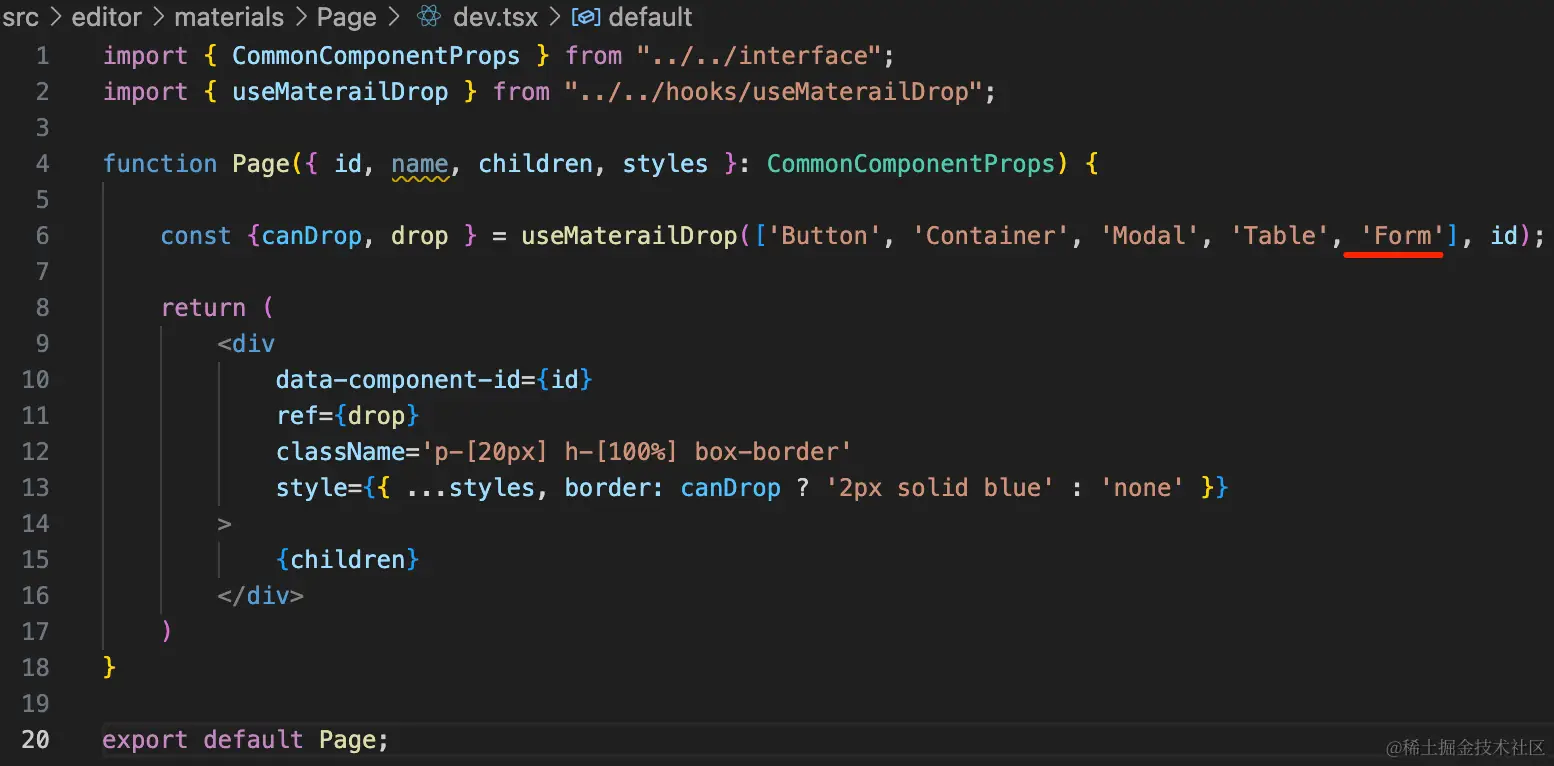 src > editor > materials > Page > dev.tsx > default
1 import { CommonComponentProps } from "../../interface";
2 import { useMaterailDrop } from "../../hooks/useMaterailDrop";
3
4 function Page({ id, name, children, styles }: CommonComponentProps) {
5
6     const {canDrop, drop } = useMaterailDrop(['Button', 'Container', 'Modal', 'Table', 'Form'], id);
7
8     return (
9         <div
10             data-component-id={id}
11             ref={drop}
12             className='p-[20px] h-[100%] box-border'
13             style={{ ...styles, border: canDrop ? '2px solid blue' : 'none' }}
14         >
15             {children}
16         </div>
17     )
18 }
19
20 export default Page;
@稀土掘金技术社区